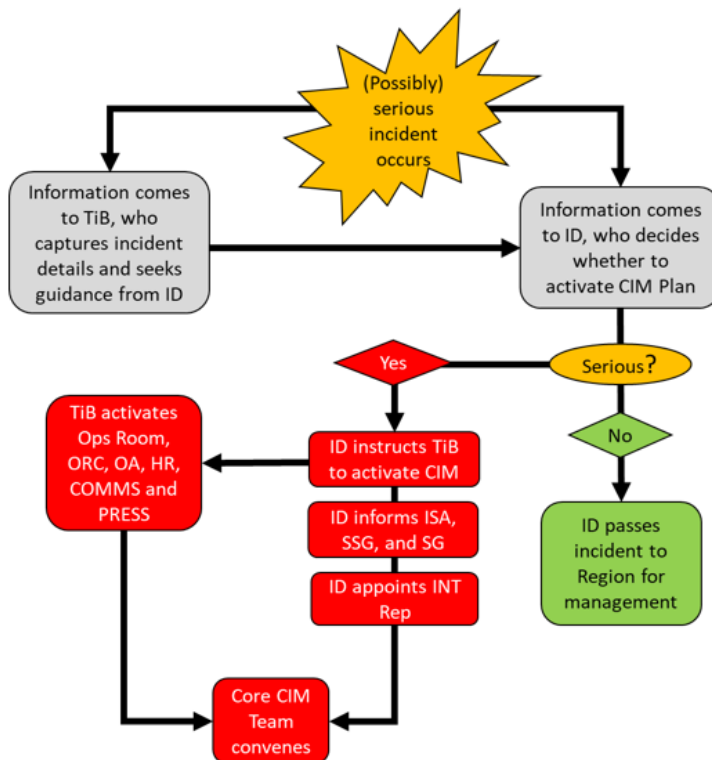 (Possibly)
serious
incident
occurs
Information comes
to TiB, who
captures incident
details and seeks
guidance from ID
Information comes
to ID, who decides
whether to
activate CIM Plan
Yes
Serious?
TiB activates
Ops Room,
ORC, OA, HR,
COMMS and
PRESS
ID instructs TiB
to activate CIM
No
ID informs ISA,
SSG, and SG
ID passes
incident to
Region for
management
ID appoints INT
Rep
Core CIM
Team
convenes